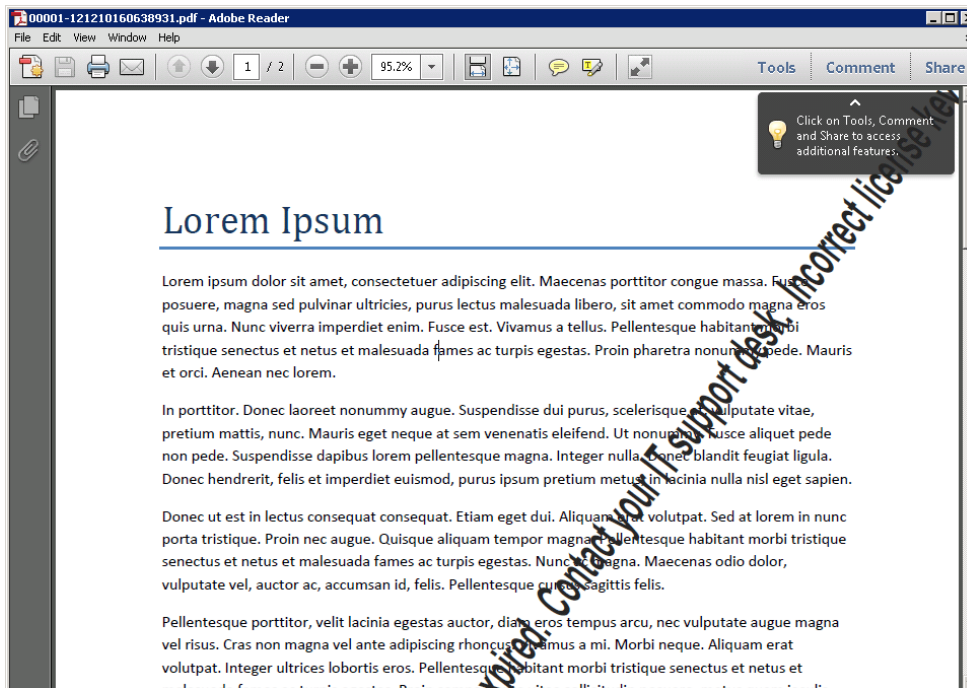 00001-121210160638931.pdf - Adobe Reader
File Edit View Window Help
1 / 2 95.2% Tools Comment Share
Click on Tools, Comment
and Share to access
additional features.
Lorem Ipsum
Lorem ipsum dolor sit amet, consectetuer adipiscing elit. Maecenas porttitor congue massa. Fusce
posuere, magna sed pulvinar ultricies, purus lectus malesuada libero, sit amet commodo magna eros
quis urna. Nunc viverra imperdiet enim. Fusce est. Vivamus a tellus. Pellentesque habitant morbi
tristique senectus et netus et malesuada fames ac turpis egestas. Proin pharetra nonummy pede. Mauris
et orci. Aenean nec lorem.
In porttitor. Donec laoreet nonummy augue. Suspendisse dui purus, scelerisque at, vulputate vitae,
pretium mattis, nunc. Mauris eget neque at sem venenatis eleifend. Ut nonummy. Fusce aliquet pede
non pede. Suspendisse dapibus lorem pellentesque magna. Integer nulla. Donec blandit feugiat ligula.
Donec hendrerit, felis et imperdiet euismod, purus ipsum pretium metus, in lacinia nulla nisl eget sapien.
Donec ut est in lectus consequat consequat. Etiam eget dui. Aliquam erat volutpat. Sed at lorem in nunc
porta tristique. Proin nec augue. Quisque aliquam tempor magna. Pellentesque habitant morbi tristique
senectus et netus et malesuada fames ac turpis egestas. Nunc ac magna. Maecenas odio dolor,
vulputate vel, auctor ac, accumsan id, felis. Pellentesque cursus sagittis felis.
Pellentesque porttitor, velit lacinia egestas auctor, diam eros tempus arcu, nec vulputate augue magna
vel risus. Cras non magna vel ante adipiscing rhoncus. Vivamus a mi. Morbi neque. Aliquam erat
volutpat. Integer ultrices lobortis eros. Pellentesque habitant morbi tristique senectus et netus et
Contact your IT support desk. Incorrect license key